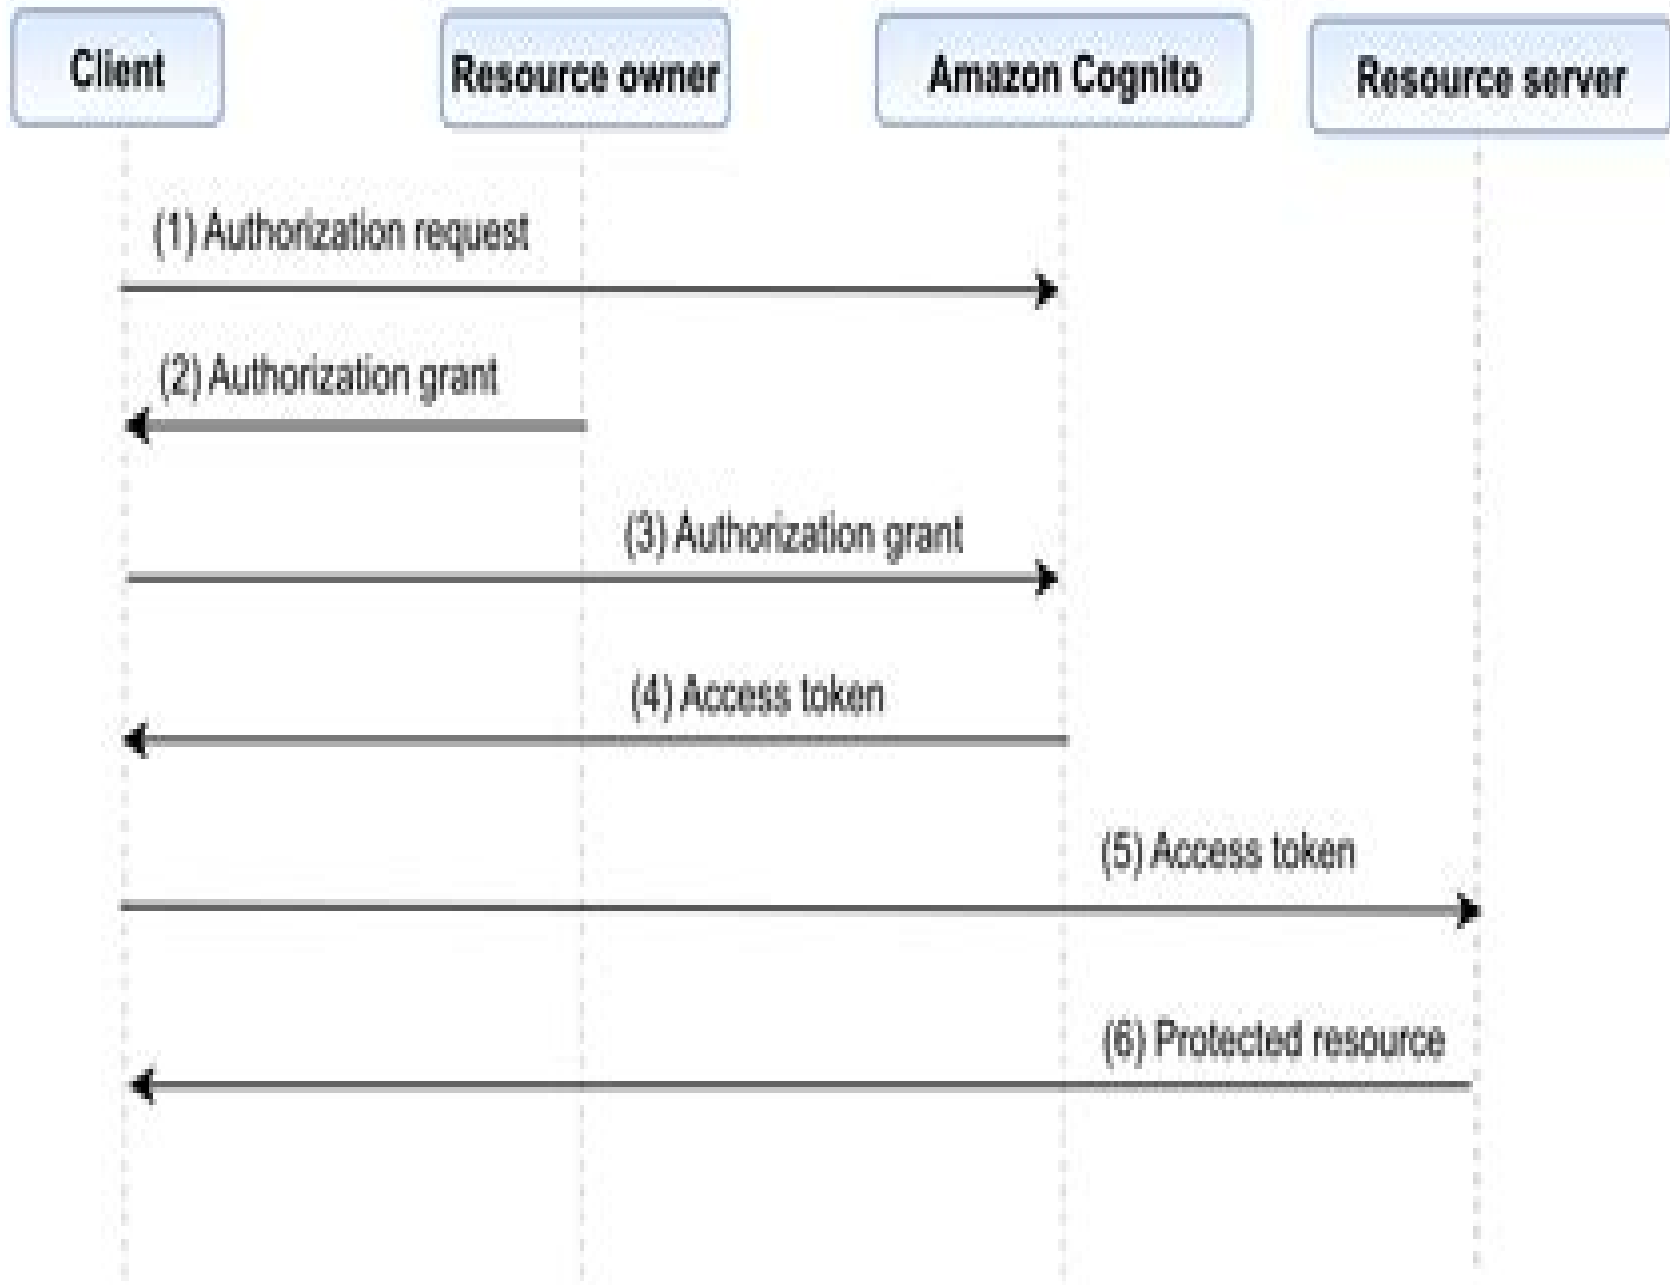 Client
Resource owner
Amazon Cognito
Resource server
(1) Authorization request
(2) Authorization grant
(3) Authorization grant
(4) Access token
(5) Access token
(6) Protected resource